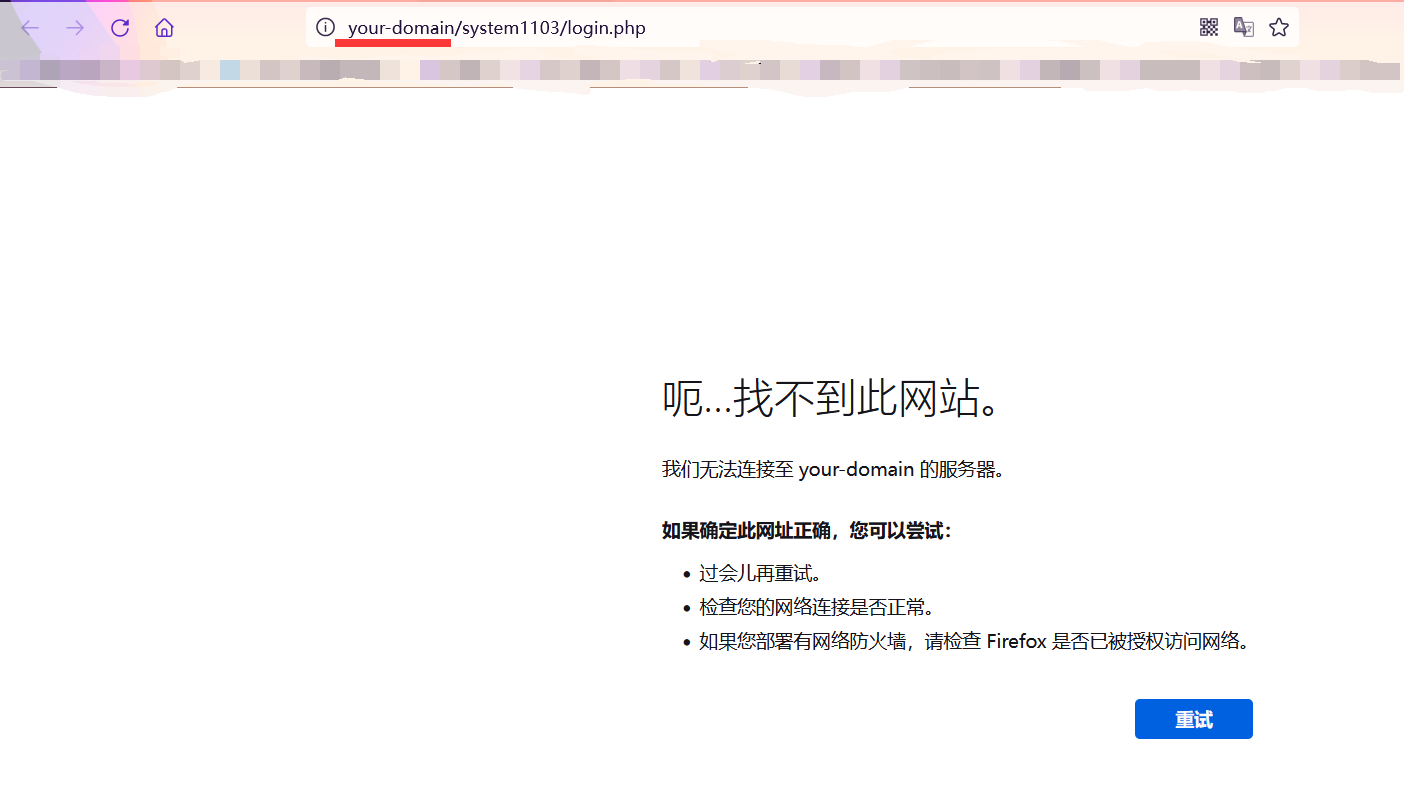 your-domain/system1103/login.php
呃…找不到此网站。
我们无法连接至 your-domain 的服务器。
如果确定此网址正确，您可以尝试：
• 过会儿再重试。
• 检查您的网络连接是否正常。
• 如果您部署有网络防火墙，请检查 Firefox 是否已被授权访问网络。
重试